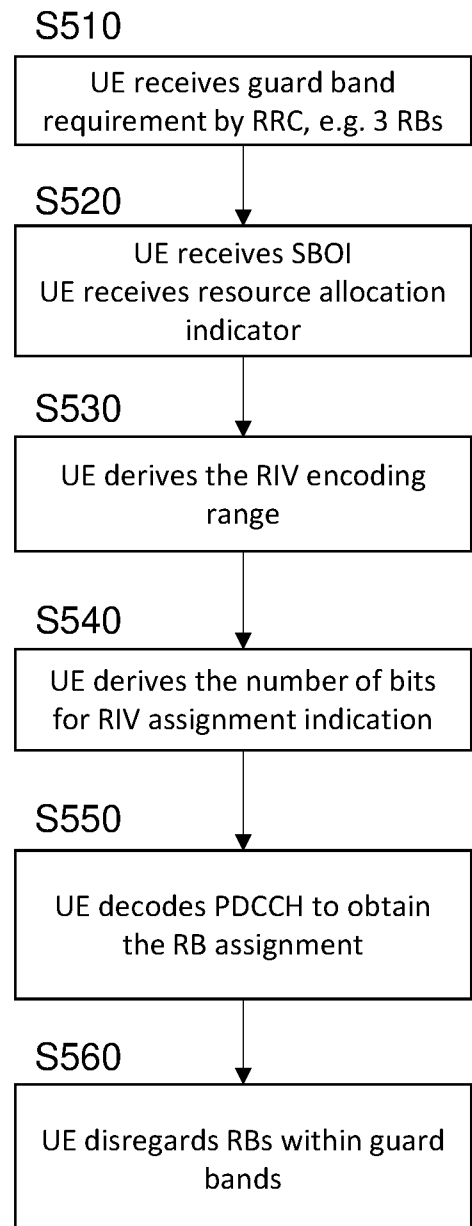 S510
UE receives guard band
requirement by RRC, e.g. 3 RBs
S520
UE receives SBOI
UE receives resource allocation
indicator
S530
UE derives the RIV encoding
range
S540
UE derives the number of bits
for RIV assignment indication
S550
UE decodes PDCCH to obtain
the RB assignment
S560
UE disregards RBs within guard
bands